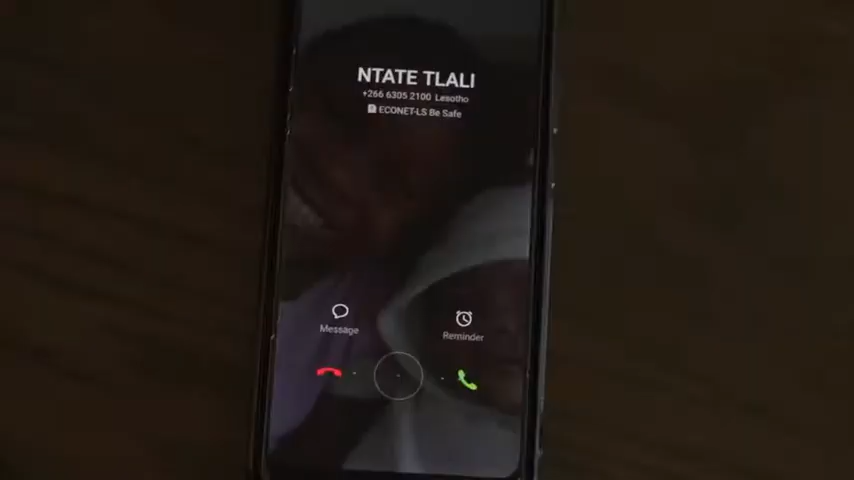 NTATE TLALI
+266 6305 2100 Lesotho
ECONET-LS Be Safe
Message
Reminder